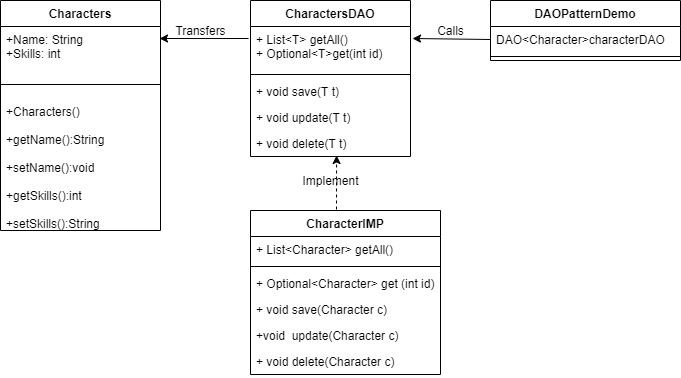 Characters
+Name: String
+Skills: int
+Characters()
+getName():String
+setName():void
+getSkills():int
+setSkills():String
Transfers
CharactersDAO
+ List<T> getAll()
+ Optional<T>get(int id)
+ void save(T t)
+ void update(T t)
+ void delete(T t)
Calls
DAOPatternDemo
DAO<Character>characterDAO
Implement
CharacterIMP
+ List<Character> getAll()
+ Optional<Character> get (int id)
+ void save(Character c)
+void  update(Character c)
+ void delete(Character c)